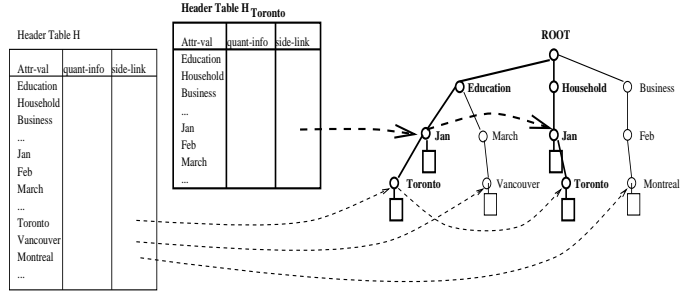 Header Table H
Attr-val quant-info side-link
Education
Household
Business
...
Jan
Feb
March
...
Toronto
Vancouver
Montreal
...
Header Table H Toronto
Attr-val quant-info side-link
Education
Household
Business
...
Jan
Feb
March
...
ROOT
Education Household Business
Jan March Jan Feb
Toronto Vancouver Toronto Montreal